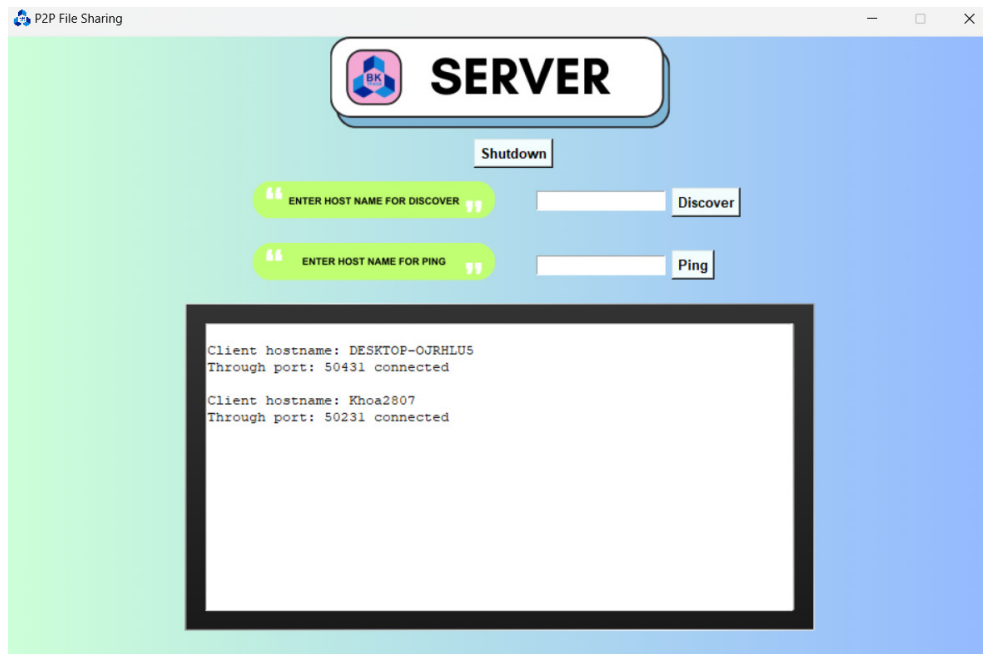 P2P File Sharing
BK
SERVER
Shutdown
ENTER HOST NAME FOR DISCOVER
Discover
ENTER HOST NAME FOR PING
Ping
Client hostname: DESKTOP-OJRHLU5
Through port: 50431 connected
Client hostname: Khoa2807
Through port: 50231 connected